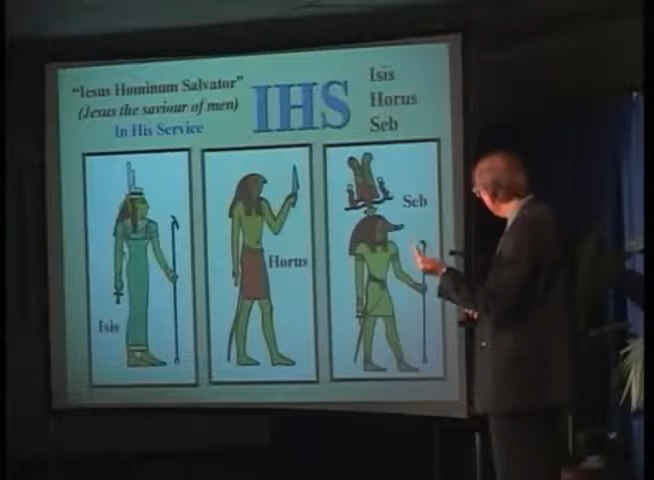 "Iesus Hominum Salvator"
(Jesus the saviour of men)
In His Service
IHS
Isis
Horus
Seb
Isis
Horus
Seb